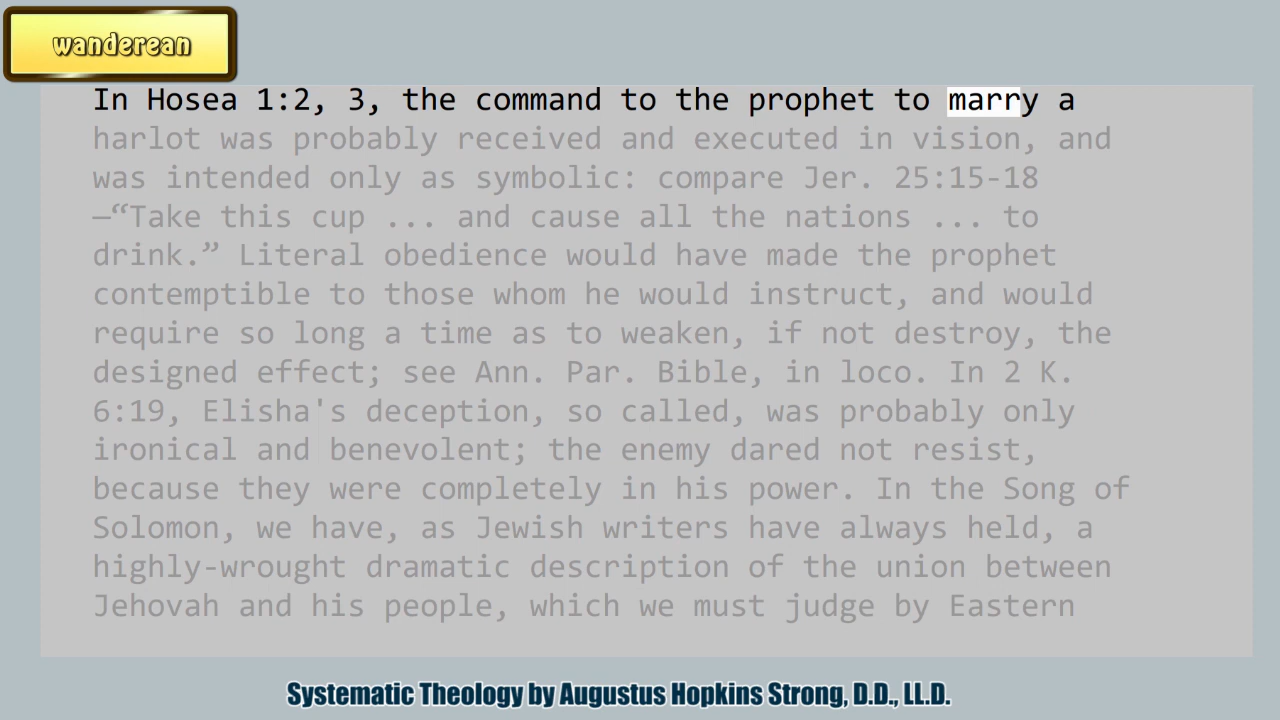 wanderean
In Hosea 1:2, 3, the command to the prophet to marry a
harlot was probably received and executed in vision, and
was intended only as symbolic: compare Jer. 25:15-18
—“Take this cup ... and cause all the nations ... to
drink.” Literal obedience would have made the prophet
contemptible to those whom he would instruct, and would
require so long a time as to weaken, if not destroy, the
designed effect; see Ann. Par. Bible, in loco. In 2 K.
6:19, Elisha's deception, so called, was probably only
ironical and benevolent; the enemy dared not resist,
because they were completely in his power. In the Song of
Solomon, we have, as Jewish writers have always held, a
highly-wrought dramatic description of the union between
Jehovah and his people, which we must judge by Eastern
Systematic Theology by Augustus Hopkins Strong, D.D., LL.D.